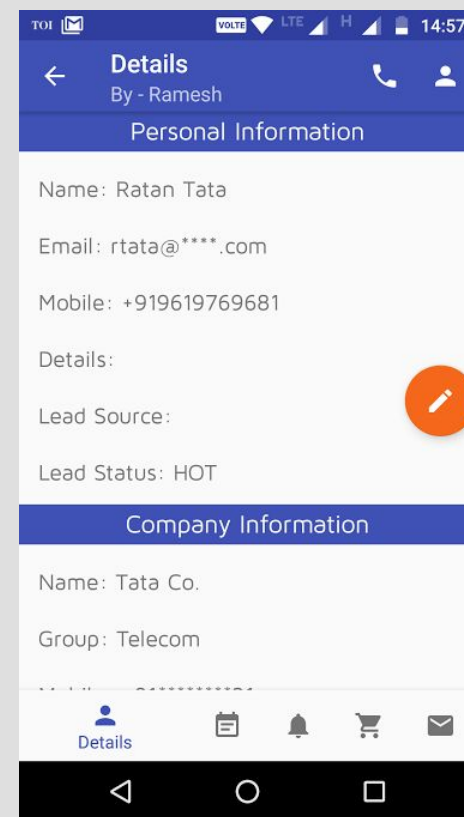 TOI VOLTE LTE H 14:57
Details
By - Ramesh
Personal Information
Name: Ratan Tata
Email: rtata@****.com
Mobile: +919619769681
Details:
Lead Source:
Lead Status: HOT
Company Information
Name: Tata Co.
Group: Telecom
Details